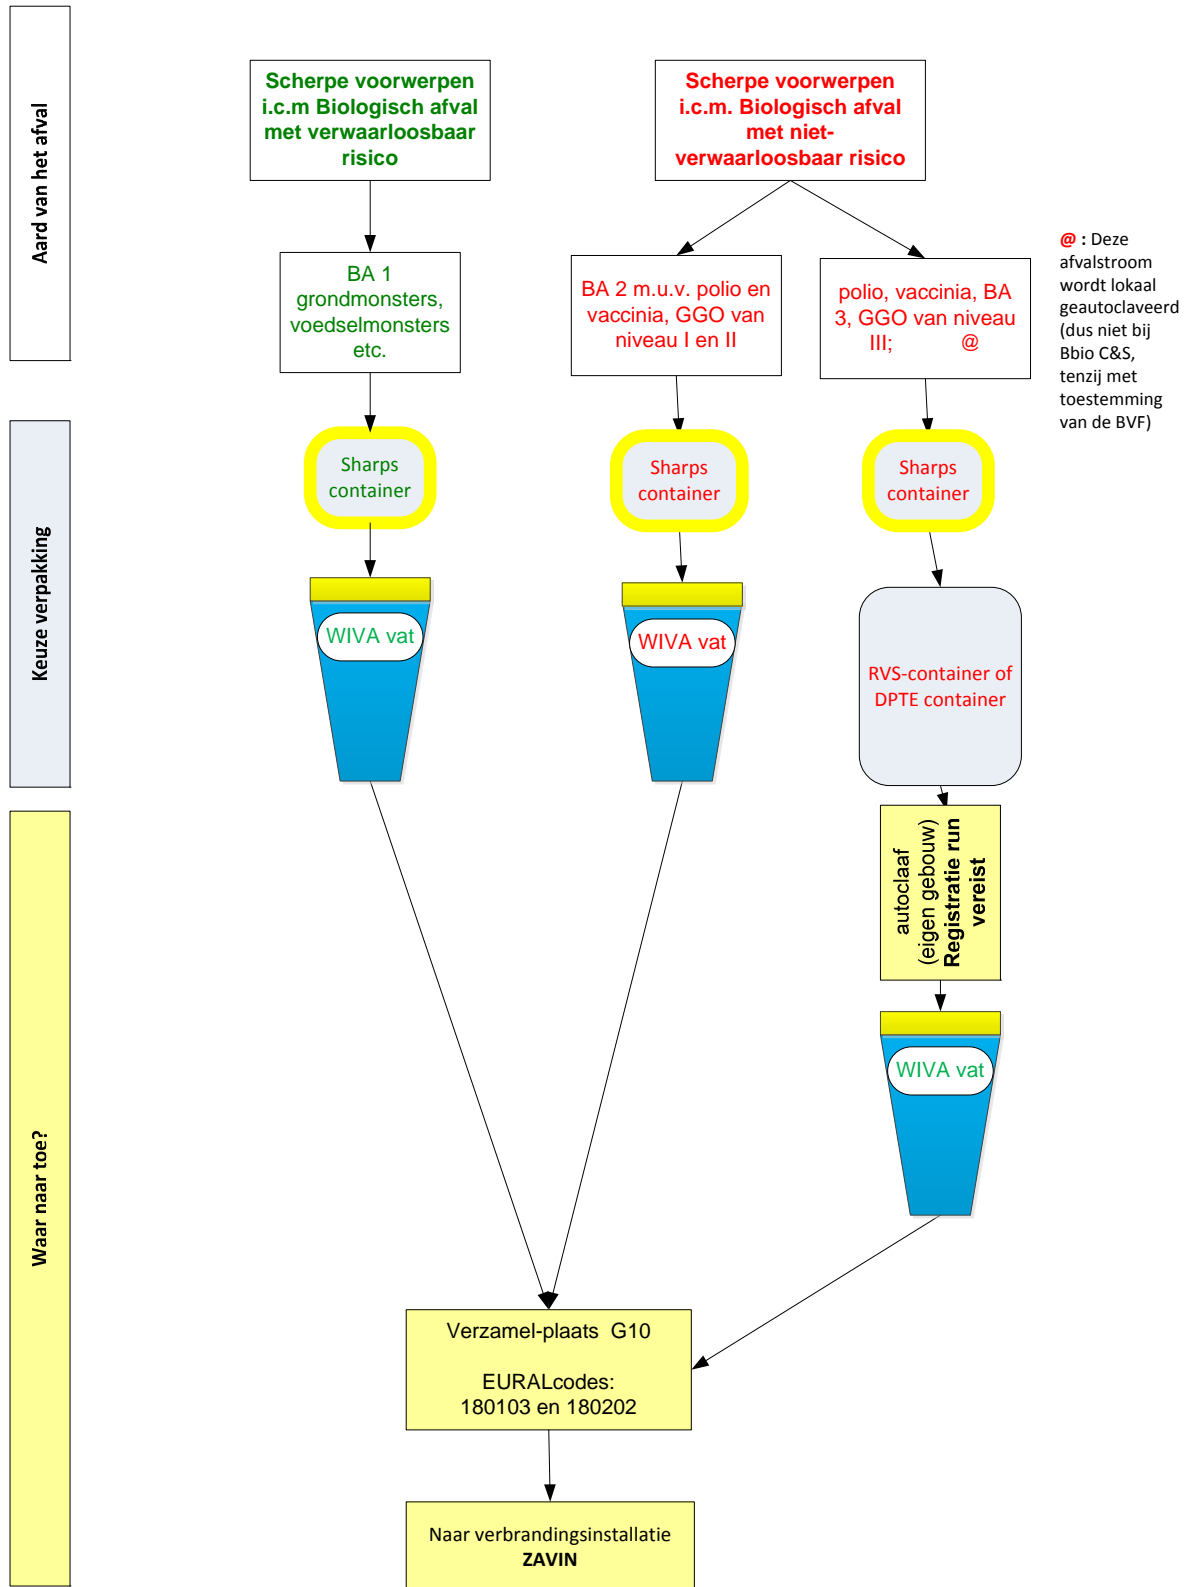 Aard van het afval
Scherpe voorwerpen
i.c.m Biologisch afval
met verwaarloosbaar
risico
Scherpe voorwerpen
i.c.m. Biologisch afval
met niet-
verwaarloosbaar risico
BA 1
grondmonsters,
voedselmonsters
etc.
BA 2 m.u.v. polio en
vaccinia, GGO van
niveau I en II
polio, vaccinia, BA
3, GGO van niveau
III; @
@ : Deze
afvalstroom
wordt lokaal
geautoclaveerd
(dus niet bij
Bbio C&S,
tenzij met
toestemming
van de BVF)
Keuze verpakking
Sharps
container
Sharps
container
Sharps
container
WIVA vat
WIVA vat
RVS-container of
DPTE container
Waar naar toe?
autoclaaf
(eigen gebouw)
Registratie run
vereist
WIVA vat
Verzamel-plaats G10
EURALcodes:
180103 en 180202
Naar verbrandingsinstallatie
ZAVIN